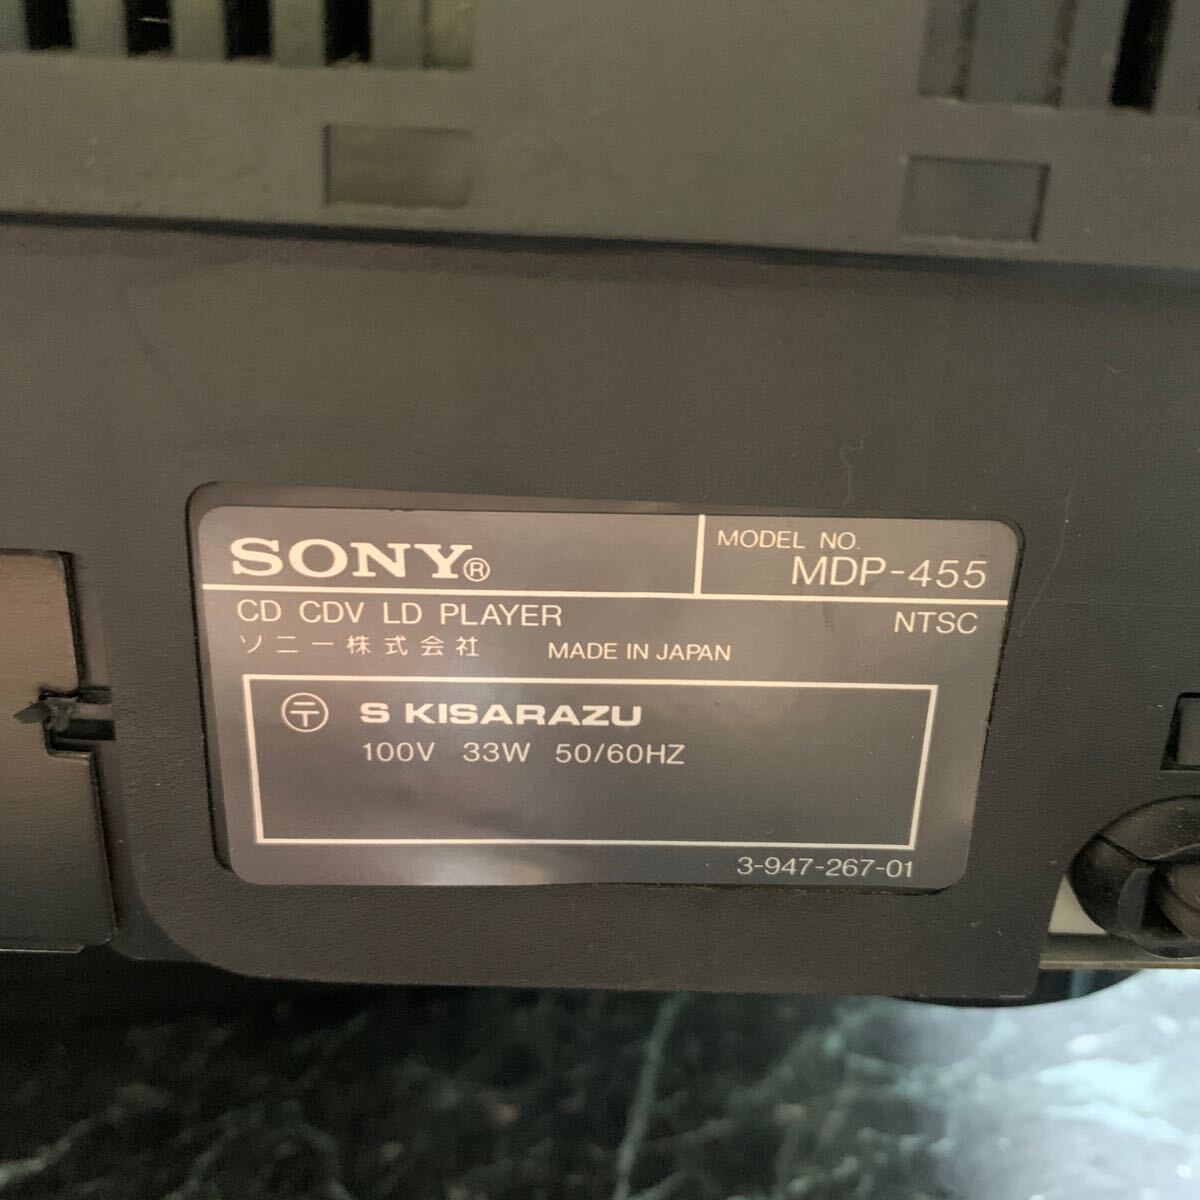 SONY®
MODEL NO.
MDP-455
CD CDV LD PLAYER
NTSC
ソニー株式会社
MADE IN JAPAN
〒 S KISARAZU
100V 33W 50/60HZ
3-947-267-01